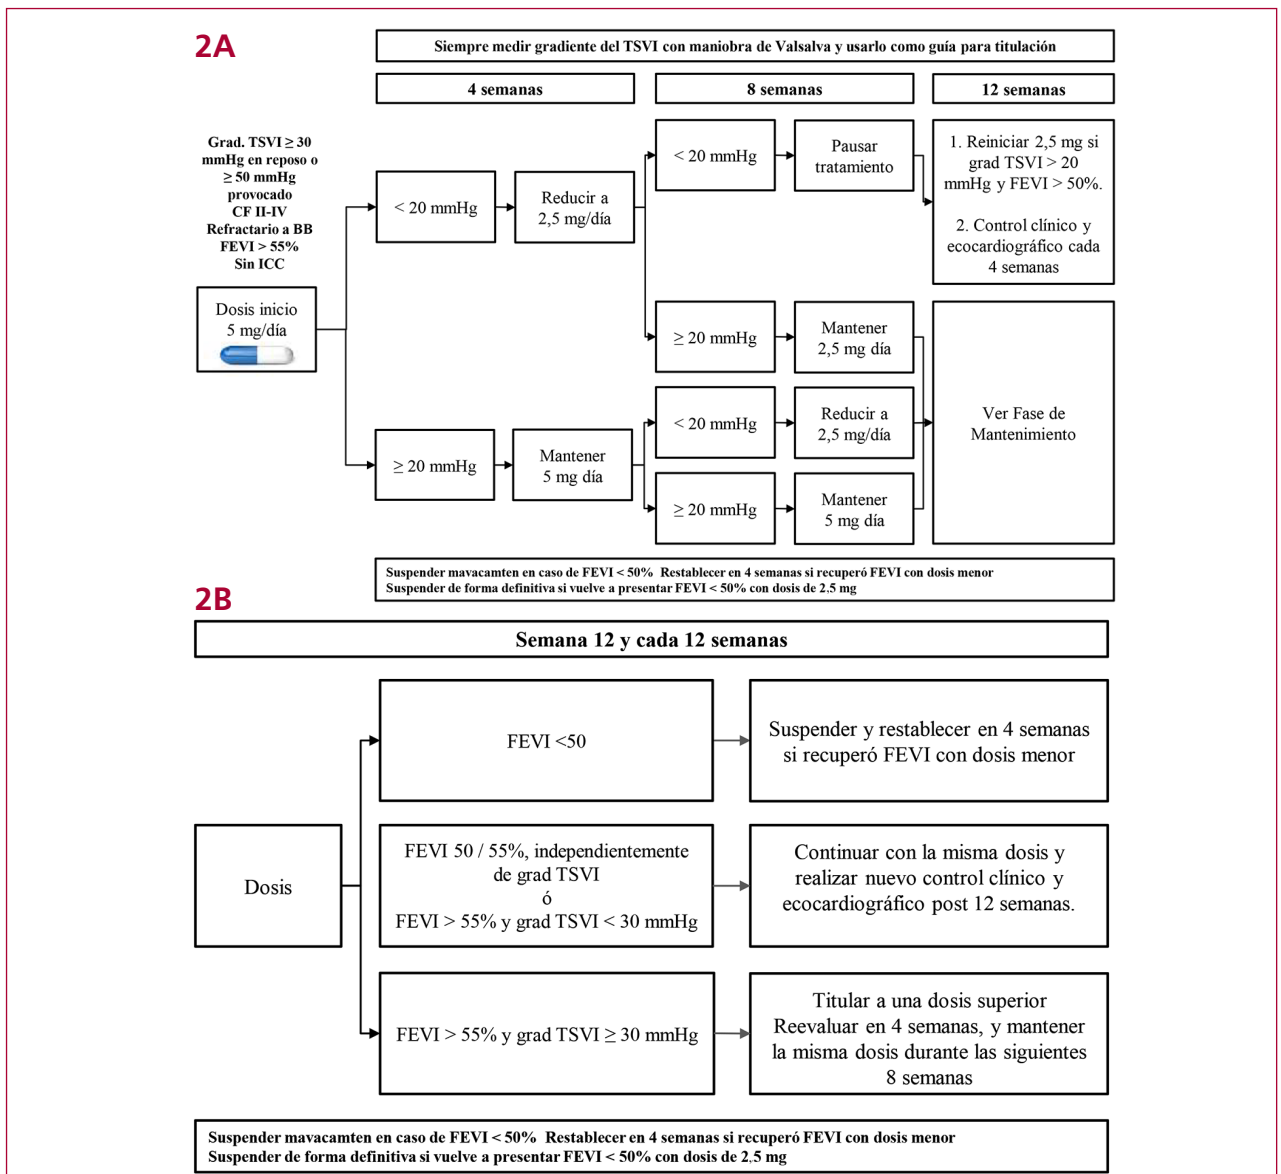 2A
Siempre medir gradiente del TSVI con maniobra de Valsalva y usarlo como guía para titulación
4 semanas
8 semanas
12 semanas
Grad. TSVI ≥ 30
mmHg en reposo o
≥ 50 mmHg
provocado
CF II-IV
Refractario a BB
FEVI > 55%
Sin ICC
Dosis inicio
5 mg/día
< 20 mmHg
Reducir a
2,5 mg/día
< 20 mmHg
Pausar
tratamiento
1. Reiniciar 2,5 mg si
grad TSVI > 20
mmHg y FEVI > 50%.
2. Control clínico y
ecocardiográfico cada
4 semanas
≥ 20 mmHg
Mantener
2,5 mg día
≥ 20 mmHg
Mantener
5 mg día
< 20 mmHg
Reducir a
2,5 mg/día
≥ 20 mmHg
Mantener
5 mg día
Ver Fase de
Mantenimiento
Suspender mavacamten en caso de FEVI < 50% Restablecer en 4 semanas si recuperó FEVI con dosis menor
Suspender de forma definitiva si vuelve a presentar FEVI < 50% con dosis de 2,5 mg
2B
Semana 12 y cada 12 semanas
Dosis
FEVI <50
Suspender y restablecer en 4 semanas
si recuperó FEVI con dosis menor
FEVI 50 / 55%, independientemente
de grad TSVI
ó
FEVI > 55% y grad TSVI < 30 mmHg
Continuar con la misma dosis y
realizar nuevo control clínico y
ecocardiográfico post 12 semanas.
FEVI > 55% y grad TSVI ≥ 30 mmHg
Titular a una dosis superior
Reevaluar en 4 semanas, y mantener
la misma dosis durante las siguientes
8 semanas
Suspender mavacamten en caso de FEVI < 50% Restablecer en 4 semanas si recuperó FEVI con dosis menor
Suspender de forma definitiva si vuelve a presentar FEVI < 50% con dosis de 2,5 mg